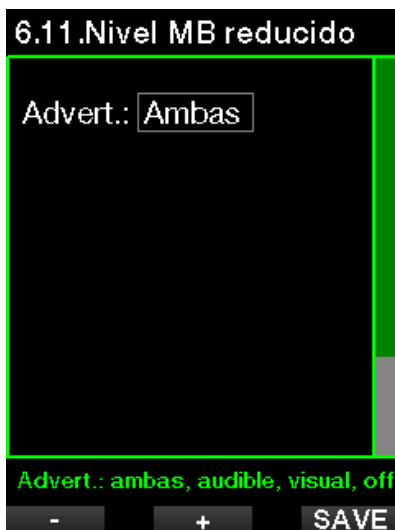 6.11.Nivel MB reducido
Advert.: Ambas
Advert.: ambas, audible, visual, off
- + SAVE